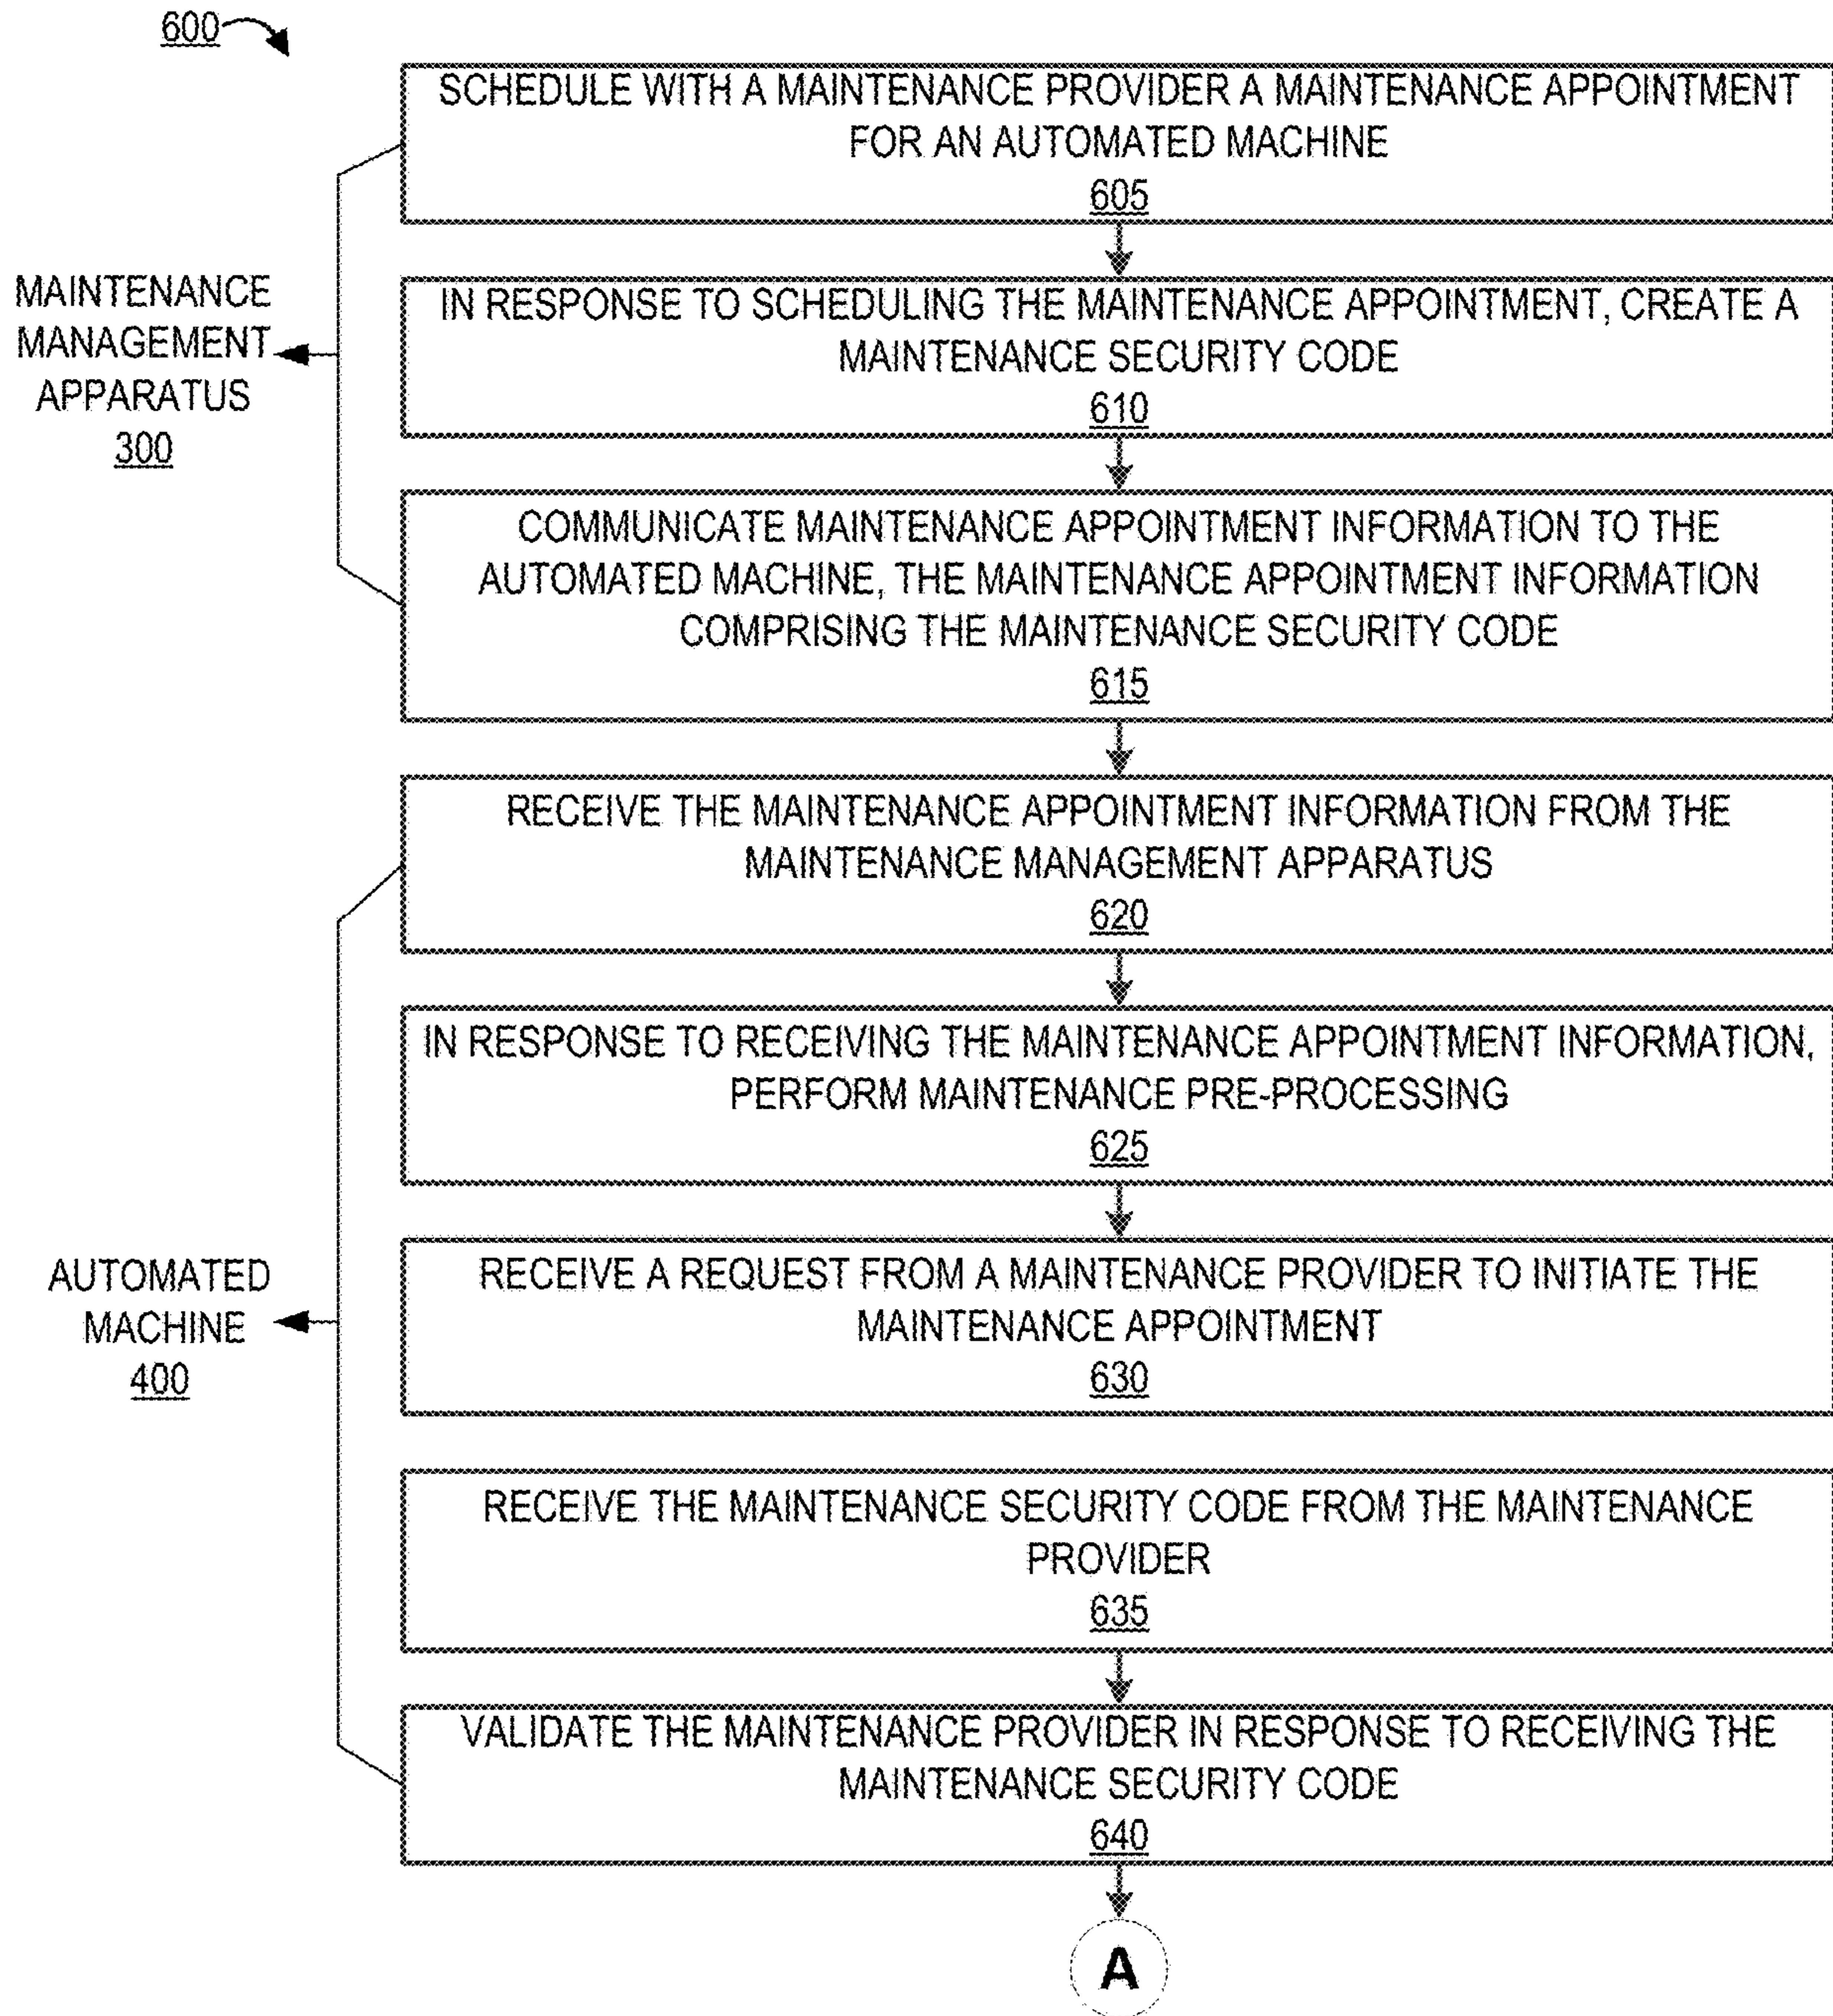 600
SCHEDULE WITH A MAINTENANCE PROVIDER A MAINTENANCE APPOINTMENT
FOR AN AUTOMATED MACHINE
605
IN RESPONSE TO SCHEDULING THE MAINTENANCE APPOINTMENT, CREATE A
MAINTENANCE SECURITY CODE
610
MAINTENANCE
MANAGEMENT
APPARATUS
300
COMMUNICATE MAINTENANCE APPOINTMENT INFORMATION TO THE
AUTOMATED MACHINE, THE MAINTENANCE APPOINTMENT INFORMATION
COMPRISING THE MAINTENANCE SECURITY CODE
615
RECEIVE THE MAINTENANCE APPOINTMENT INFORMATION FROM THE
MAINTENANCE MANAGEMENT APPARATUS
620
IN RESPONSE TO RECEIVING THE MAINTENANCE APPOINTMENT INFORMATION,
PERFORM MAINTENANCE PRE-PROCESSING
625
AUTOMATED
MACHINE
400
RECEIVE A REQUEST FROM A MAINTENANCE PROVIDER TO INITIATE THE
MAINTENANCE APPOINTMENT
630
RECEIVE THE MAINTENANCE SECURITY CODE FROM THE MAINTENANCE
PROVIDER
635
VALIDATE THE MAINTENANCE PROVIDER IN RESPONSE TO RECEIVING THE
MAINTENANCE SECURITY CODE
640
A